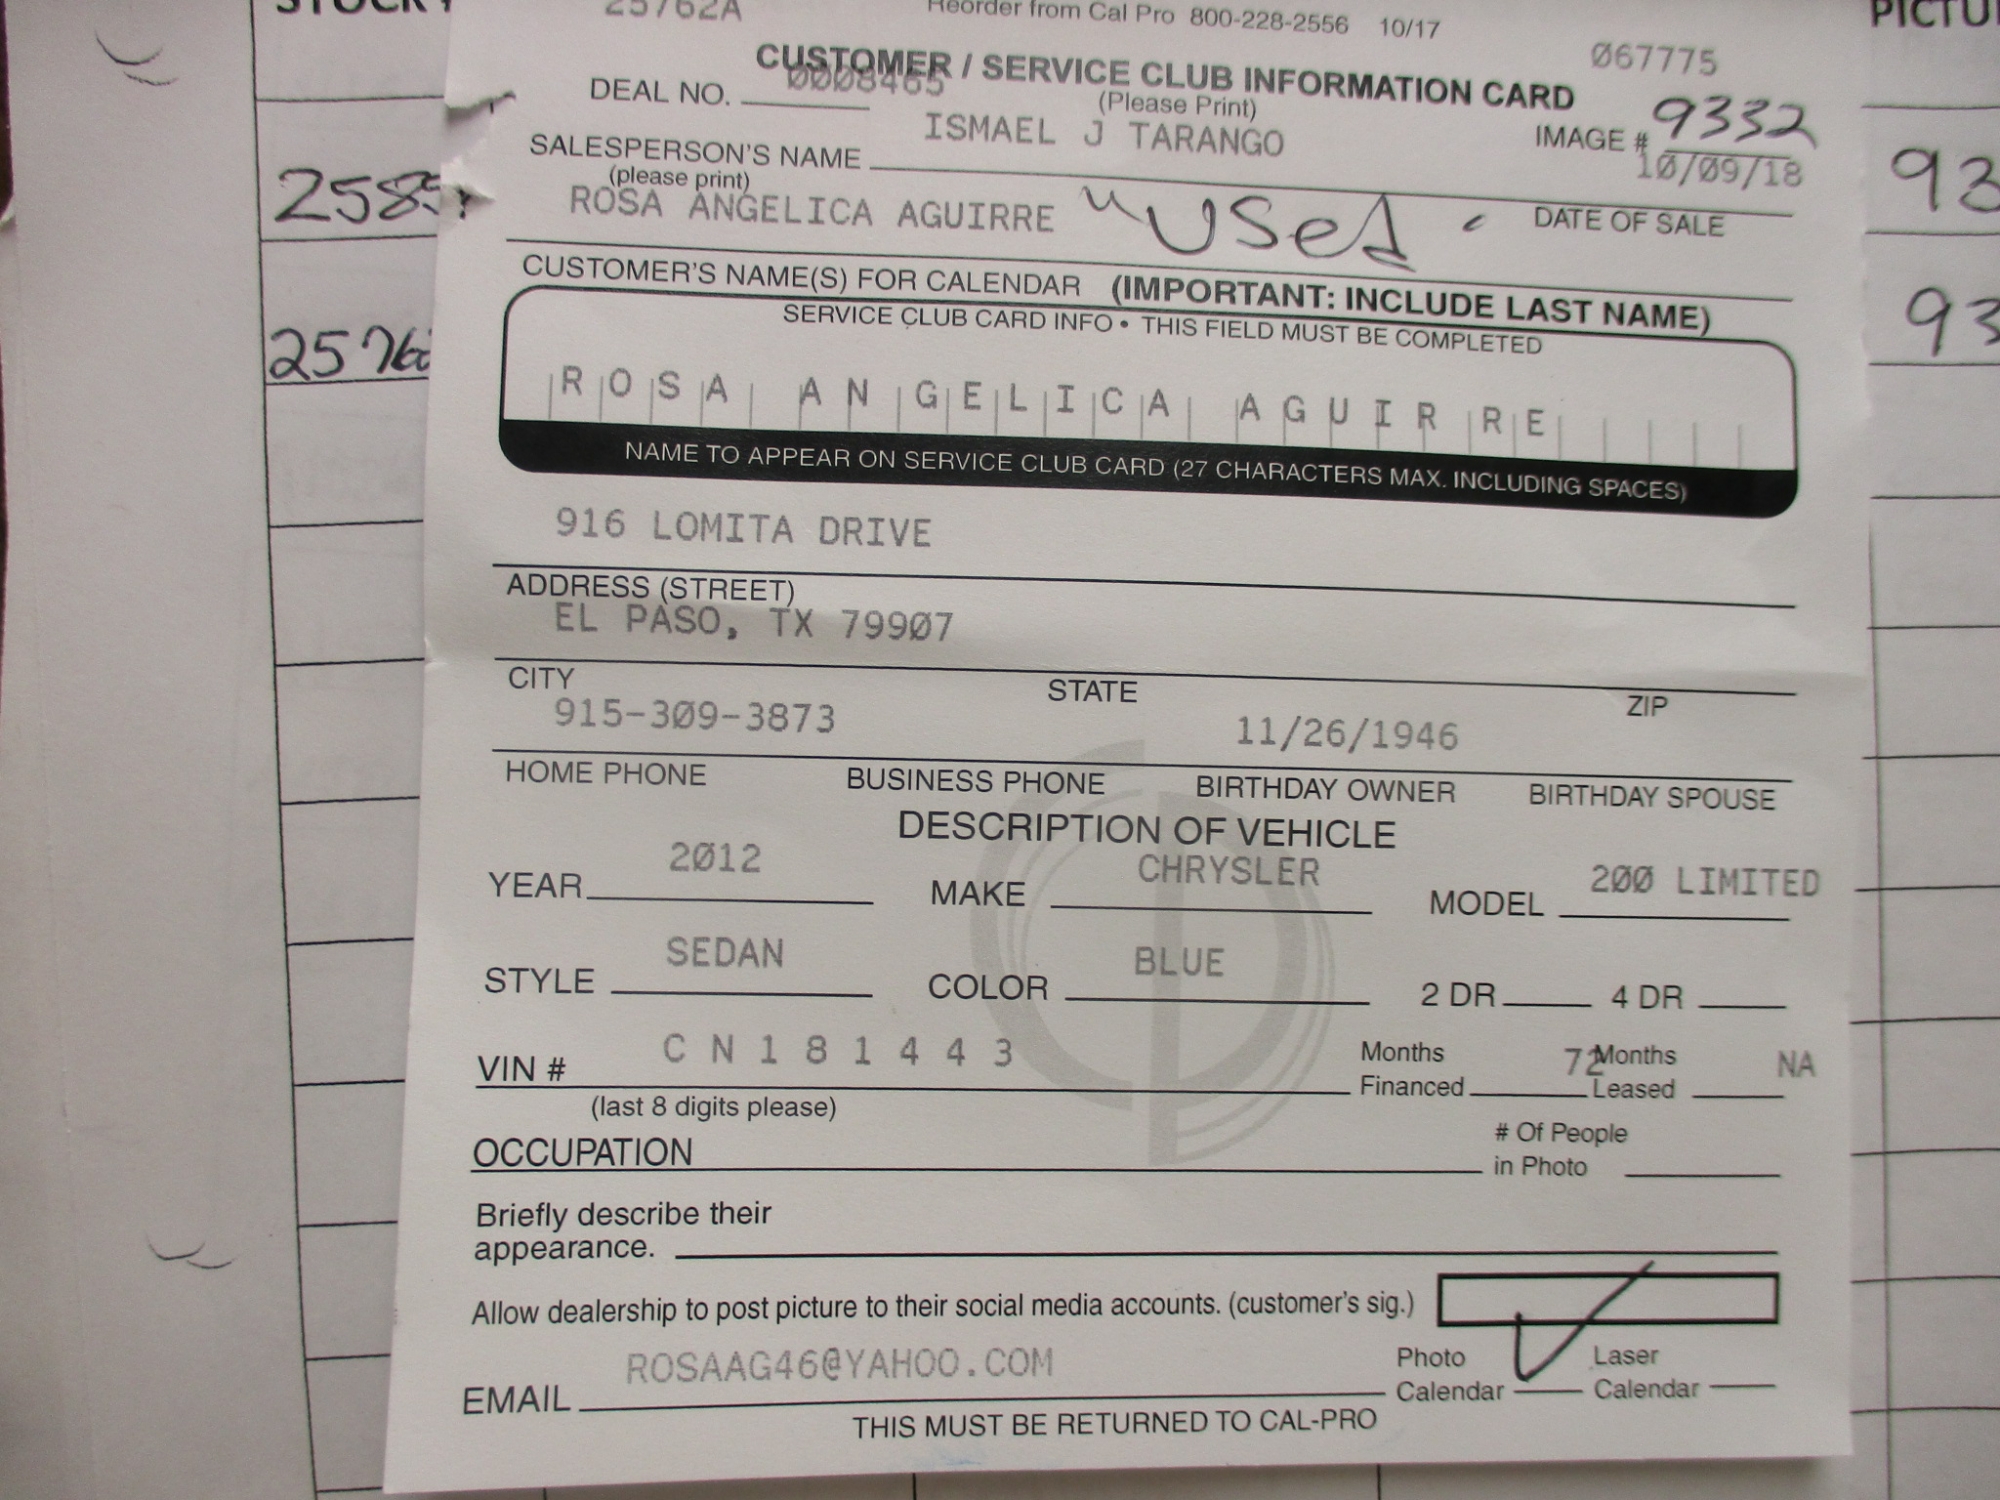 STOCK
25762A
Reorder from Cal Pro 800-228-2556 10/17
PICTU
067775
CUSTOMER / SERVICE CLUB INFORMATION CARD
DEAL NO. 0008465
(Please Print)
IMAGE # 9332
ISMAEL J TARANGO
SALESPERSON'S NAME
(please print)
10/09/18
ROSA ANGELICA AGUIRRE "USed"
DATE OF SALE
CUSTOMER'S NAME(S) FOR CALENDAR (IMPORTANT: INCLUDE LAST NAME)
SERVICE CLUB CARD INFO • THIS FIELD MUST BE COMPLETED
ROSA ANGELICA AGUIRRE
NAME TO APPEAR ON SERVICE CLUB CARD (27 CHARACTERS MAX. INCLUDING SPACES)
916 LOMITA DRIVE
ADDRESS (STREET)
EL PASO, TX 79907
CITY STATE ZIP
915-309-3873 11/26/1946
HOME PHONE BUSINESS PHONE BIRTHDAY OWNER BIRTHDAY SPOUSE
DESCRIPTION OF VEHICLE
YEAR 2012 MAKE CHRYSLER MODEL 200 LIMITED
STYLE SEDAN COLOR BLUE 2 DR 4 DR
VIN # C N 1 8 1 4 4 3 Months Financed 72 Months Leased NA
(last 8 digits please)
OCCUPATION # Of People in Photo
Briefly describe their
appearance.
Allow dealership to post picture to their social media accounts. (customer's sig.)
EMAIL ROSAAG46@YAHOO.COM Photo Calendar Laser Calendar
THIS MUST BE RETURNED TO CAL-PRO
2585
2576
93
93